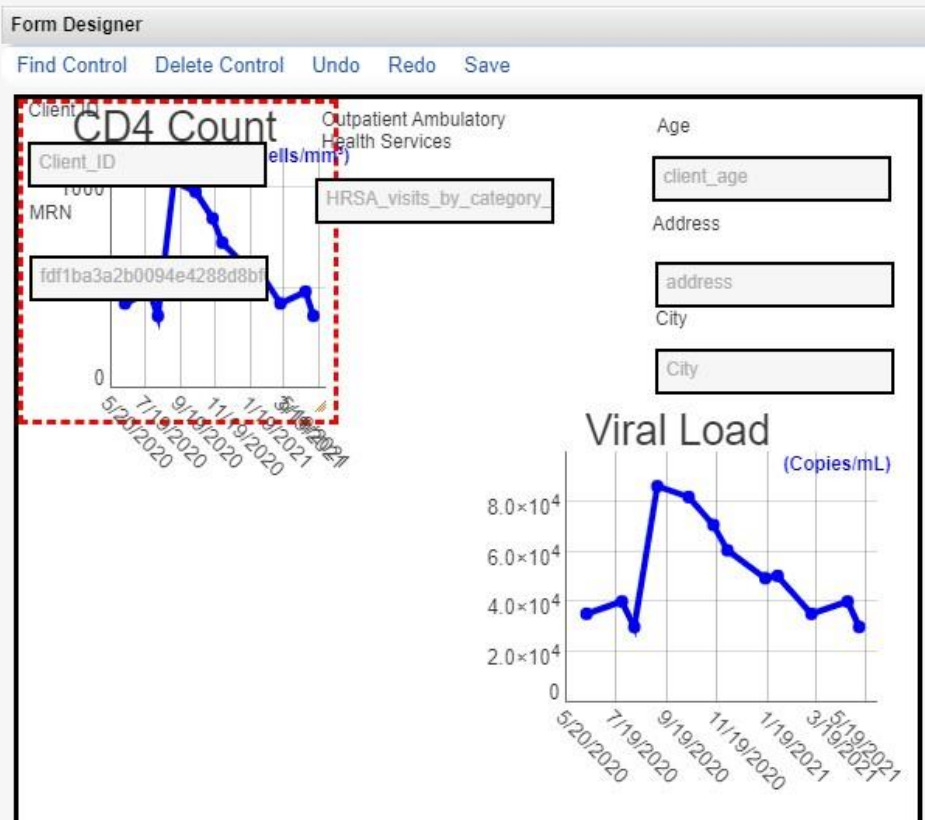 Form Designer
Find Control Delete Control Undo Redo Save
Client ID
CD4 Count
Client_ID
ells/mm³)
1000
MRN
fdf1ba3a2b0094e4288d8bf
0
5/20/2020
7/19/2020
9/19/2020
11/19/2020
1/19/2021
5/19/2021
Outpatient Ambulatory
Health Services
HRSA_visits_by_category_
Age
client_age
Address
address
City
City
Viral Load
(Copies/mL)
8.0×10⁴
6.0×10⁴
4.0×10⁴
2.0×10⁴
0
5/20/2020
7/19/2020
9/19/2020
11/19/2020
1/19/2021
3/19/2021
5/19/2021